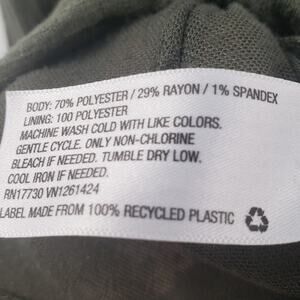 BODY: 70% POLYESTER / 29% RAYON / 1% SPANDEX
LINING: 100 POLYESTER
MACHINE WASH COLD WITH LIKE COLORS.
GENTLE CYCLE. ONLY NON-CHLORINE
BLEACH IF NEEDED. TUMBLE DRY LOW.
COOL IRON IF NEEDED.
RN17730 VN1261424
LABEL MADE FROM 100% RECYCLED PLASTIC